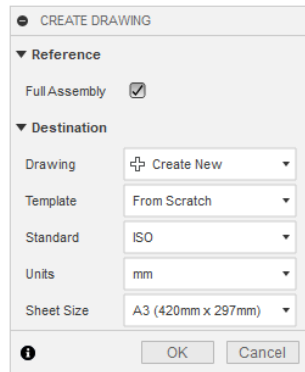 CREATE DRAWING
Reference
Full Assembly
Destination
Drawing Create New
Template From Scratch
Standard ISO
Units mm
Sheet Size A3 (420mm x 297mm)
OK Cancel